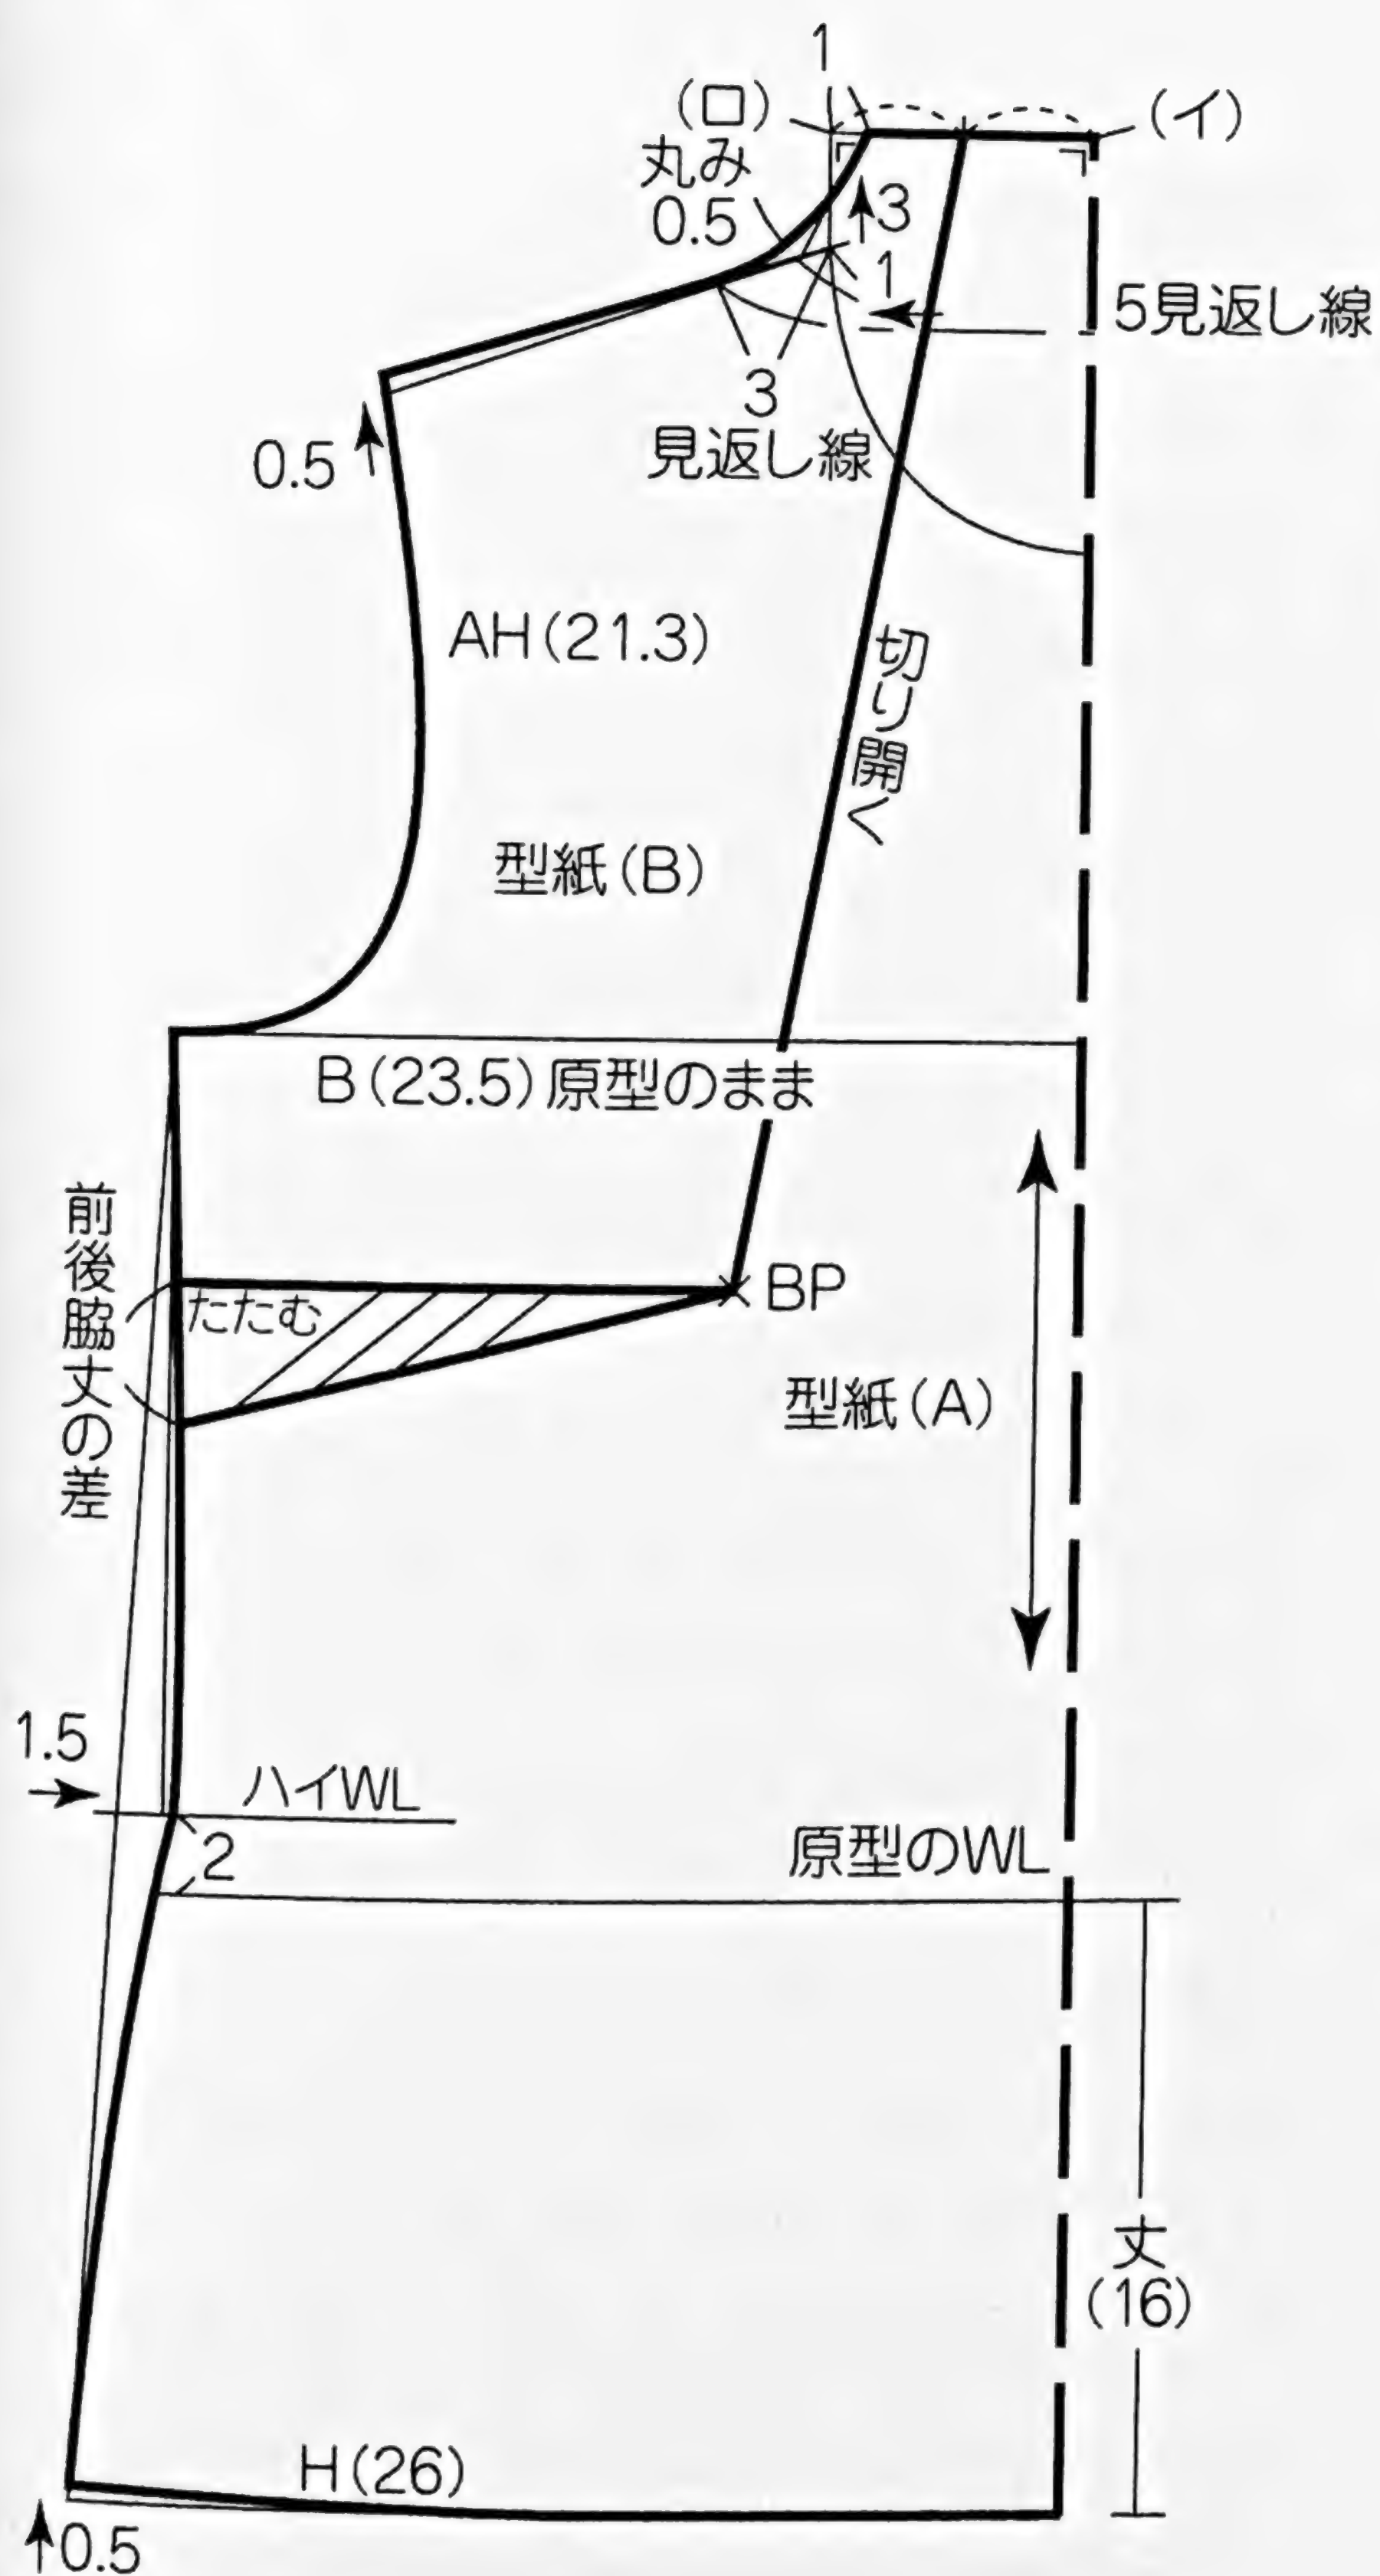 1
(ロ)
(イ)
丸み
0.5
3
1
5見返し線
3
見返し線
0.5
AH(21.3)
切り開く
型紙(B)
B(23.5)原型のまま
前後脇丈の差
たたむ
BP
型紙(A)
1.5
ハイWL
2
原型のWL
丈
(16)
H(26)
0.5